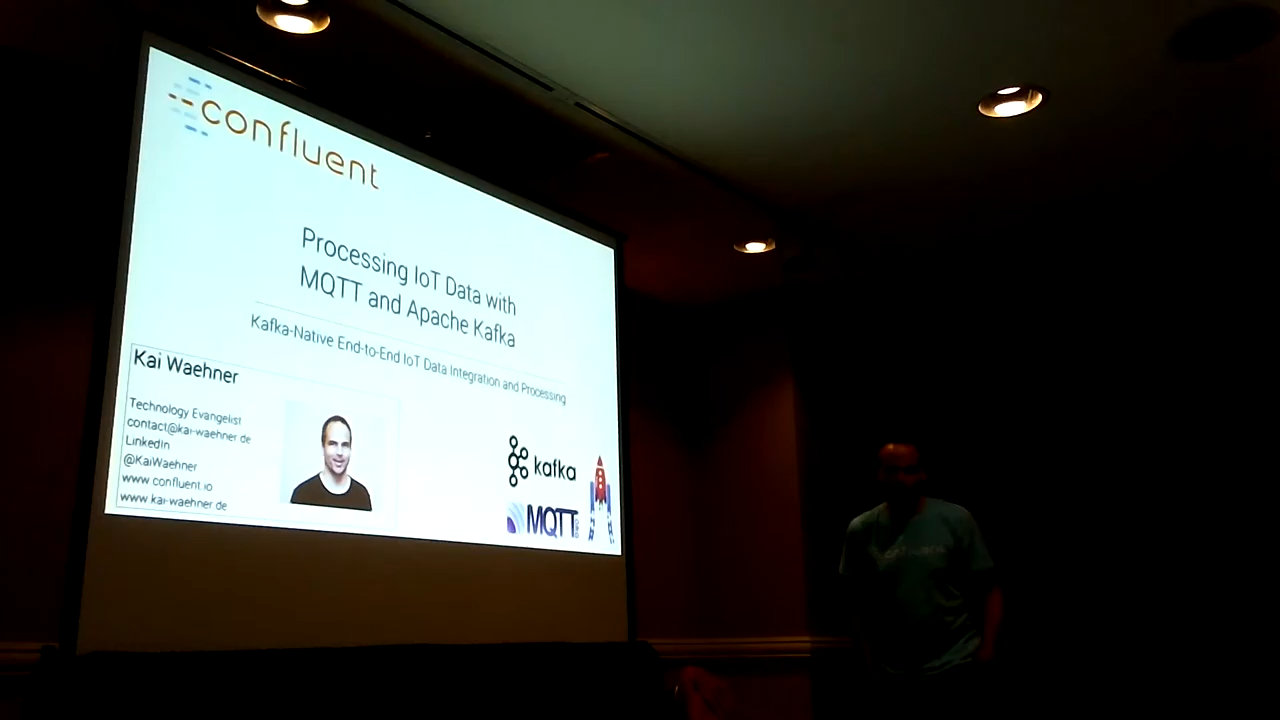 confluent
Processing IoT Data with
MQTT and Apache Kafka
Kafka-Native End-to-End IoT Data Integration and Processing
Kai Waehner
Technology Evangelist
contact@kai-waehner.de
LinkedIn
@KaiWaehner
www.confluent.io
www.kai-waehner.de
kafka
MQTT